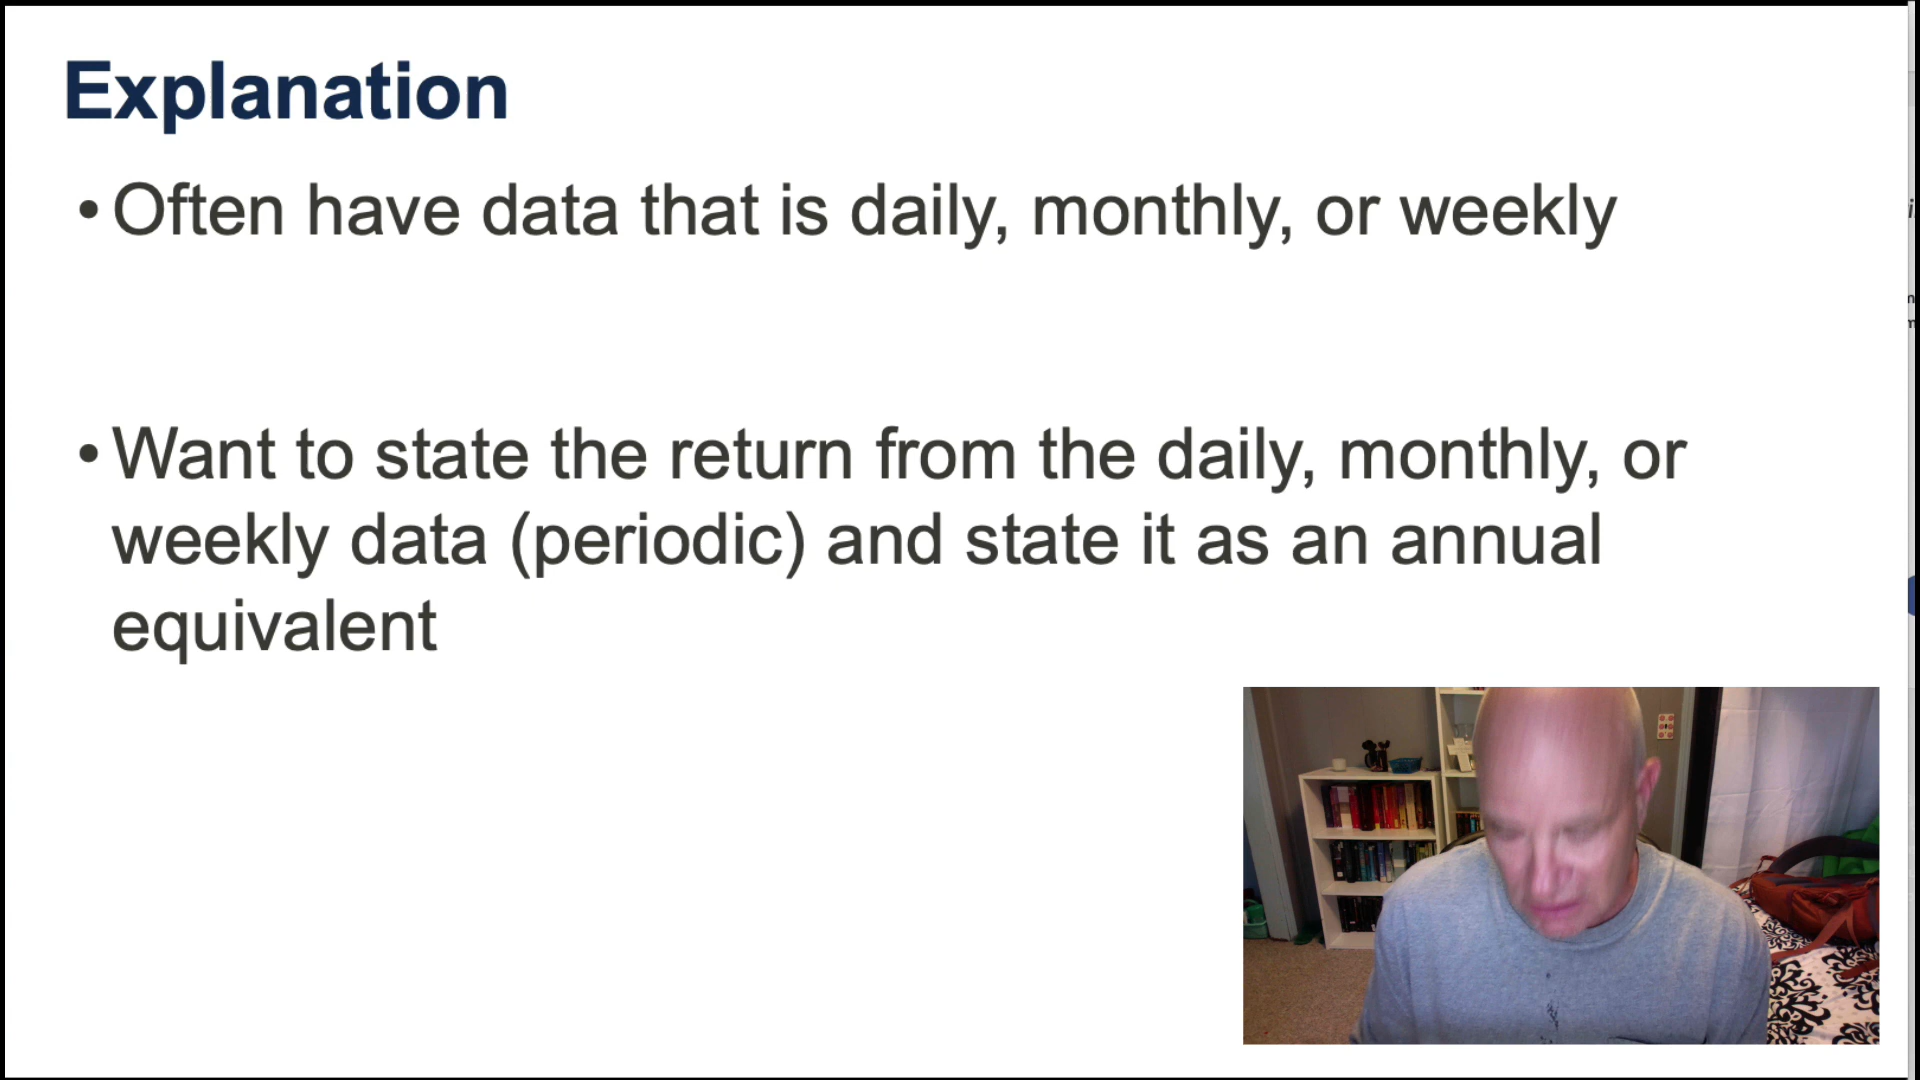 Explanation
• Often have data that is daily, monthly, or weekly
• Want to state the return from the daily, monthly, or
weekly data (periodic) and state it as an annual
equivalent